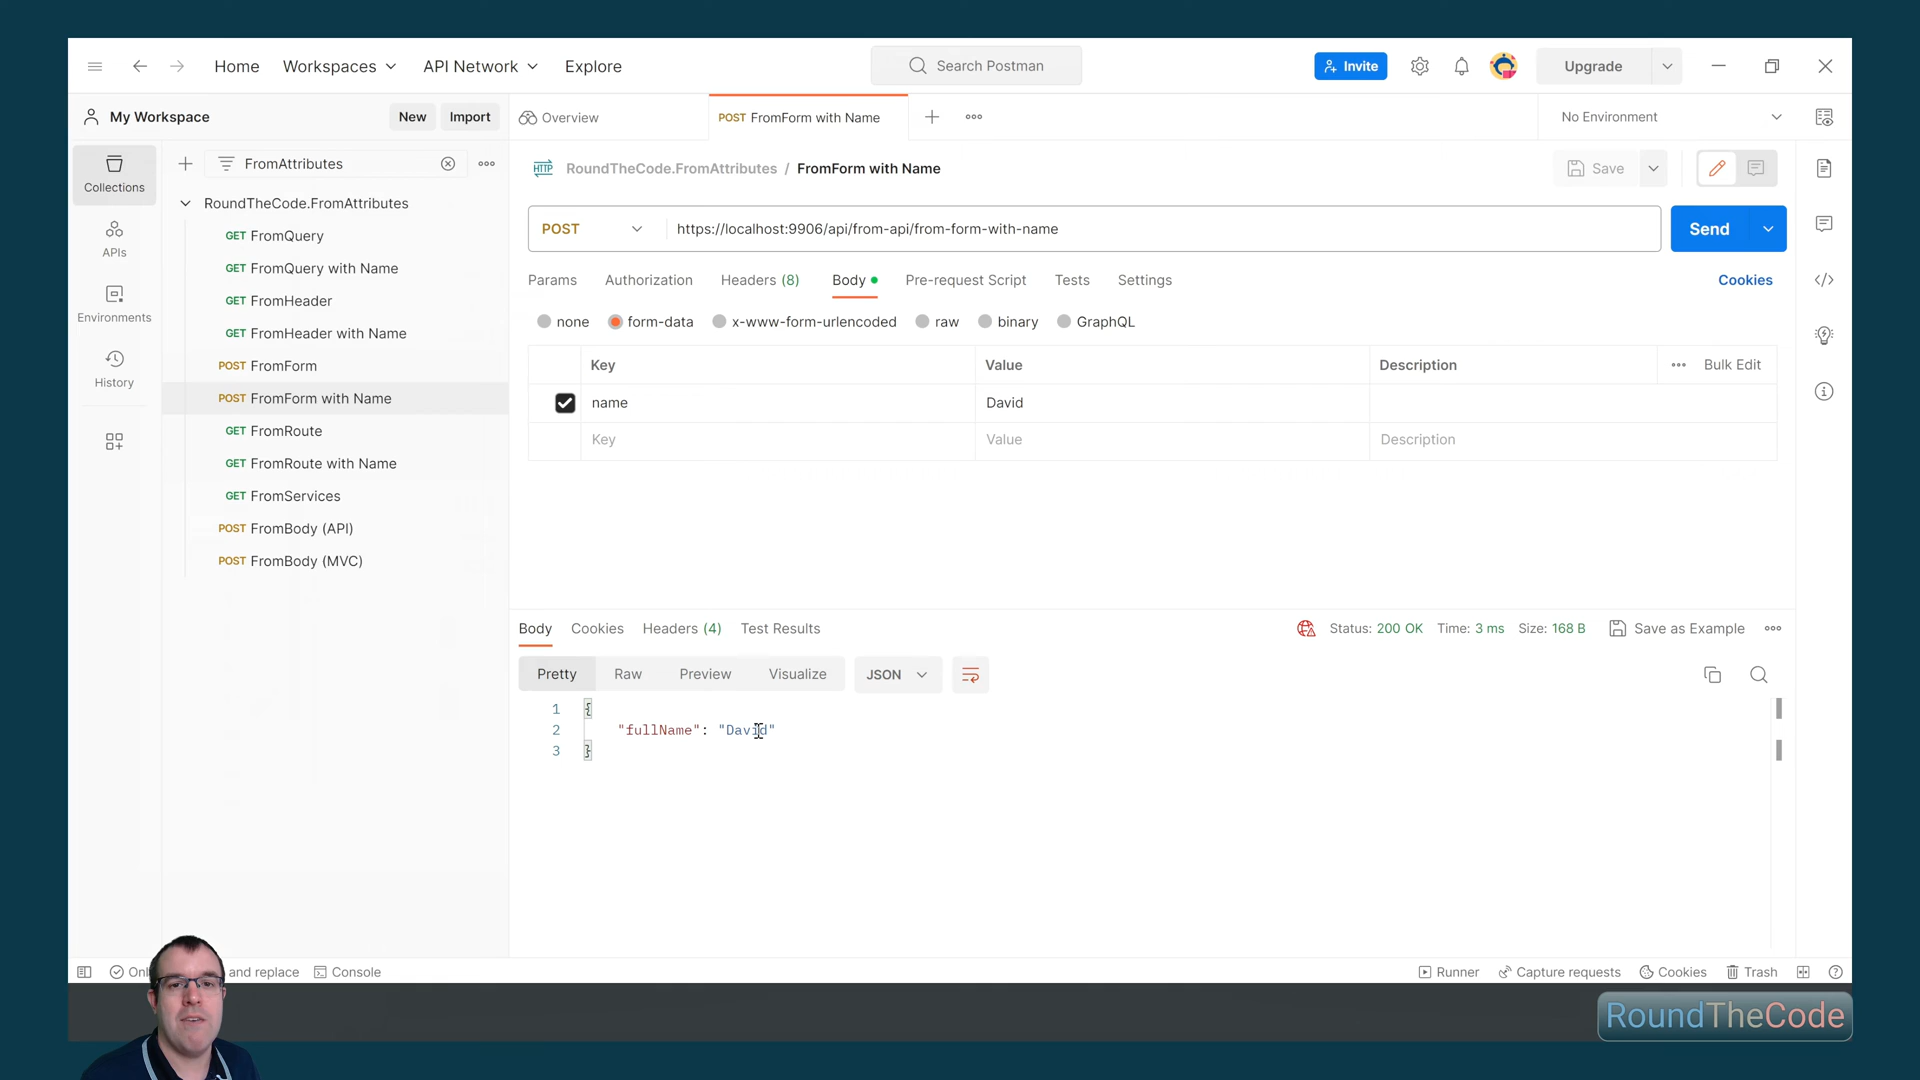 Home
Workspaces
API Network
Explore
Search Postman
Invite
Upgrade
My Workspace
New
Import
Overview
POST FromForm with Name
No Environment
Collections
APIs
Environments
History
FromAttributes
RoundTheCode.FromAttributes
GET FromQuery
GET FromQuery with Name
GET FromHeader
GET FromHeader with Name
POST FromForm
POST FromForm with Name
GET FromRoute
GET FromRoute with Name
GET FromServices
POST FromBody (API)
POST FromBody (MVC)
HTTP
RoundTheCode.FromAttributes / FromForm with Name
Save
POST
https://localhost:9906/api/from-api/from-form-with-name
Send
Params
Authorization
Headers (8)
Body
Pre-request Script
Tests
Settings
Cookies
none
form-data
x-www-form-urlencoded
raw
binary
GraphQL
Key
Value
Description
Bulk Edit
name
David
Key
Value
Description
Body
Cookies
Headers (4)
Test Results
Status: 200 OK
Time: 3 ms
Size: 168 B
Save as Example
Pretty
Raw
Preview
Visualize
JSON
1 {
2 "fullName": "David"
3 }
and replace
Console
Runner
Capture requests
Cookies
Trash
RoundTheCode